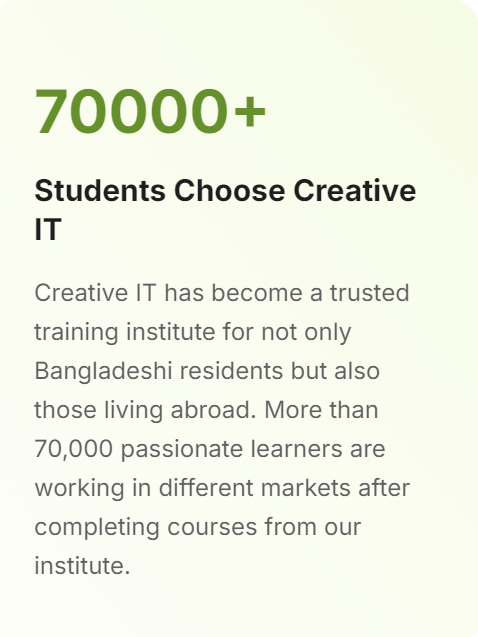 70000+
Students Choose Creative
IT
Creative IT has become a trusted
training institute for not only
Bangladeshi residents but also
those living abroad. More than
70,000 passionate learners are
working in different markets after
completing courses from our
institute.